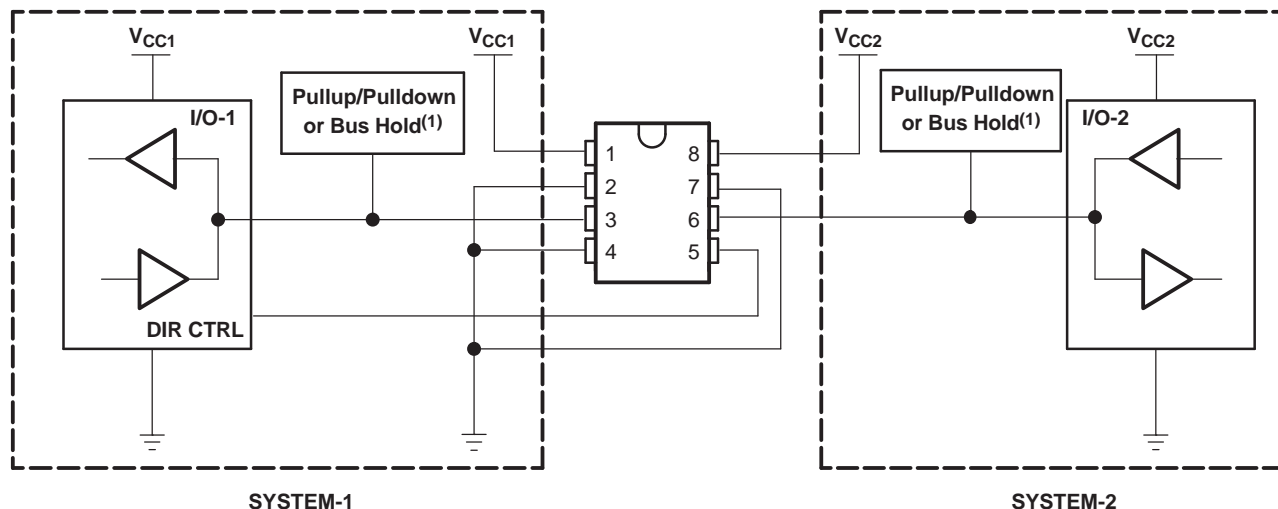 VCC1
VCC1
Pullup/Pulldown
or Bus Hold(1)
I/O-1
DIR CTRL
1
2
3
4
8
7
6
5
VCC2
VCC2
Pullup/Pulldown
or Bus Hold(1)
I/O-2
SYSTEM-1
SYSTEM-2